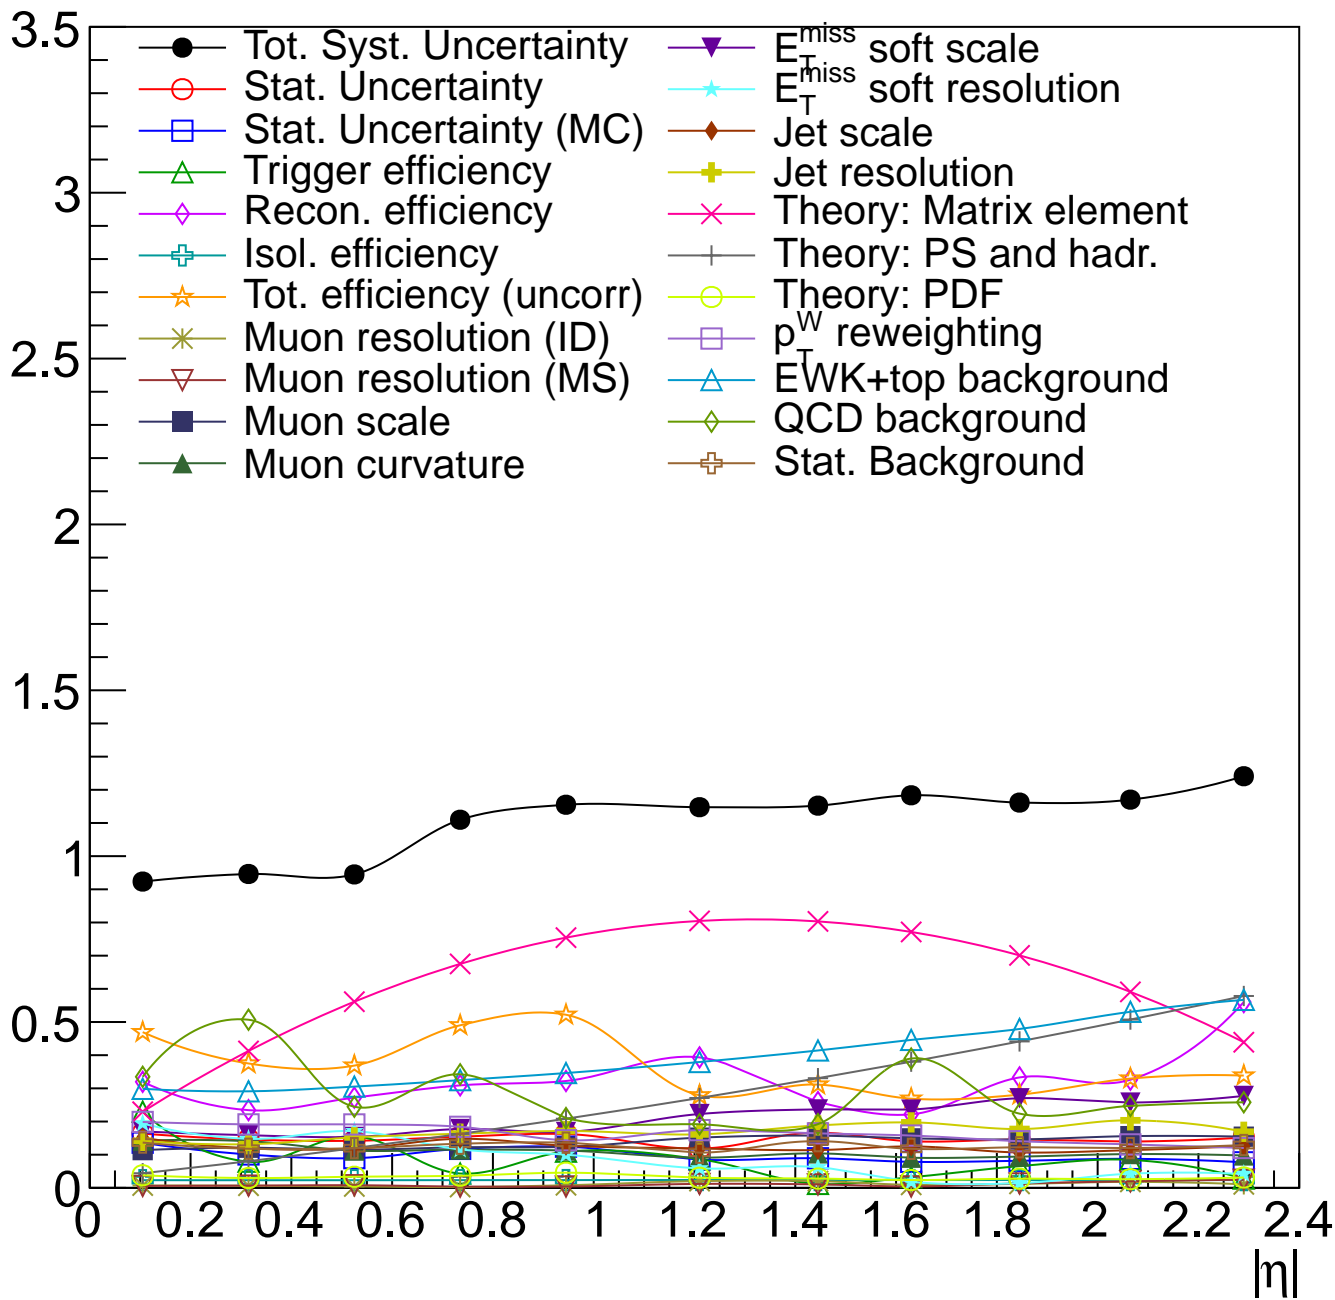 3.5
3
2.5
2
1.5
1
0.5
0
Tot. Syst. Uncertainty
Stat. Uncertainty
Stat. Uncertainty (MC)
Trigger efficiency
Recon. efficiency
Isol. efficiency
Tot. efficiency (uncorr)
Muon resolution (ID)
Muon resolution (MS)
Muon scale
Muon curvature
E_T^miss soft scale
E_T^miss soft resolution
Jet scale
Jet resolution
Theory: Matrix element
Theory: PS and hadr.
Theory: PDF
p_T^W reweighting
EWK+top background
QCD background
Stat. Background
0 0.2 0.4 0.6 0.8 1 1.2 1.4 1.6 1.8 2 2.2 2.4
|η|